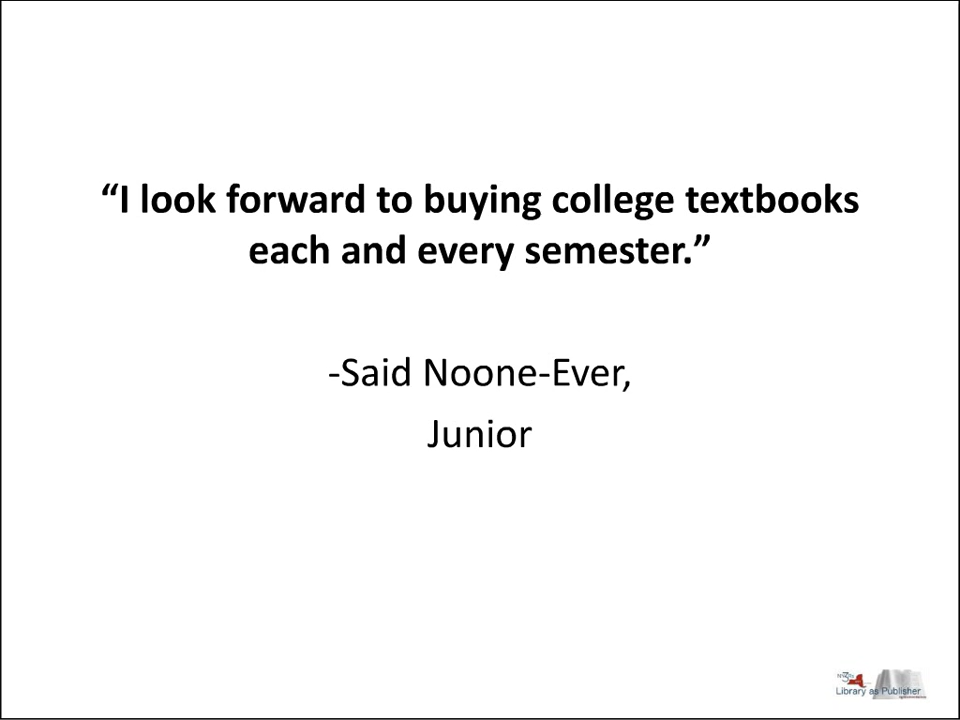 “I look forward to buying college textbooks
each and every semester.”
-Said Noone-Ever,
Junior
Library as Publisher